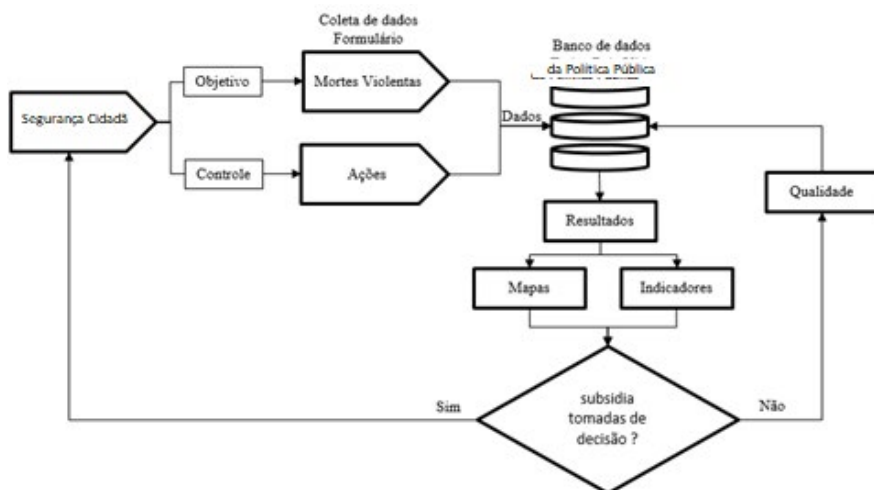 Coleta de dados
Formulário
Banco de dados
da Política Pública
Objetivo
Mortes Violentas
Segurança Cidadã
Dados
Controle
Ações
Qualidade
Resultados
Mapas
Indicadores
Sim
subsidia
tomadas de
decisão ?
Não